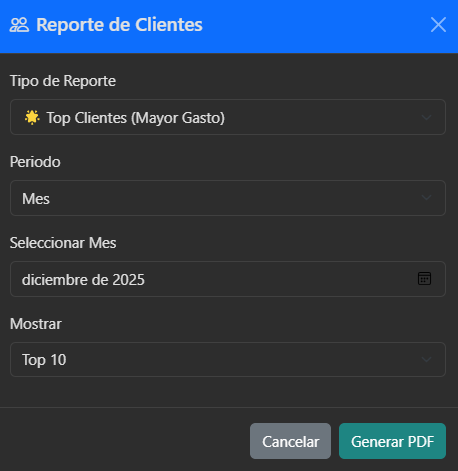 Reporte de Clientes
Tipo de Reporte
🌟 Top Clientes (Mayor Gasto)
Periodo
Mes
Seleccionar Mes
diciembre de 2025
Mostrar
Top 10
Cancelar
Generar PDF